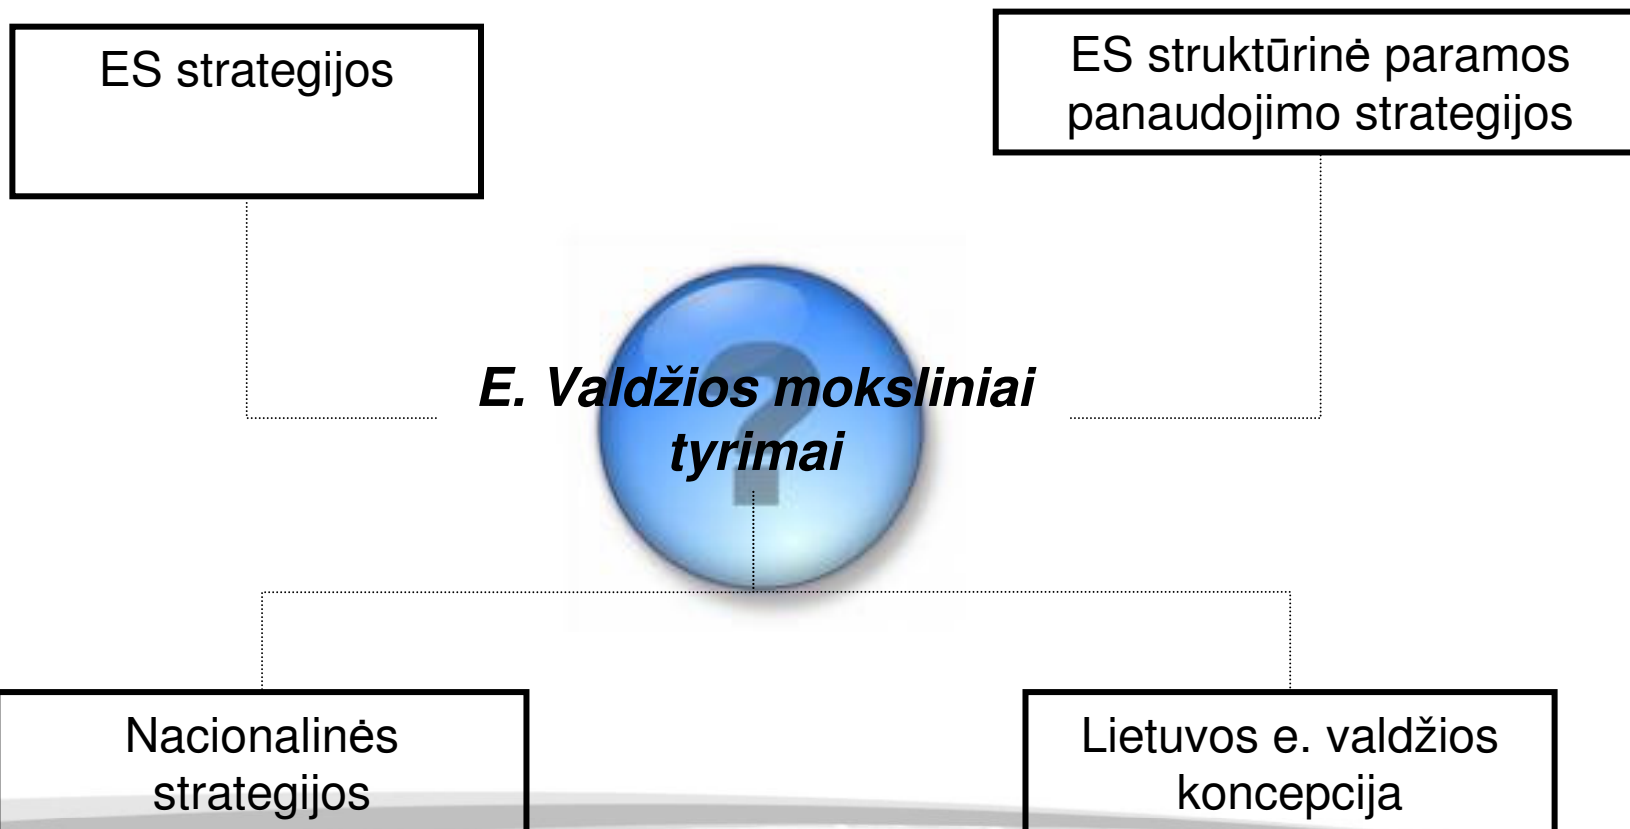 ES strategijos
ES struktūrinė paramos
panaudojimo strategijos
E. Valdžios moksliniai
tyrimai
?
Nacionalinės
strategijos
Lietuvos e. valdžios
koncepcija